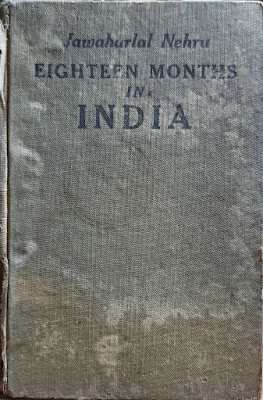 Jawaharlal Nehru
EIGHTEEN MONTHS
IN
INDIA